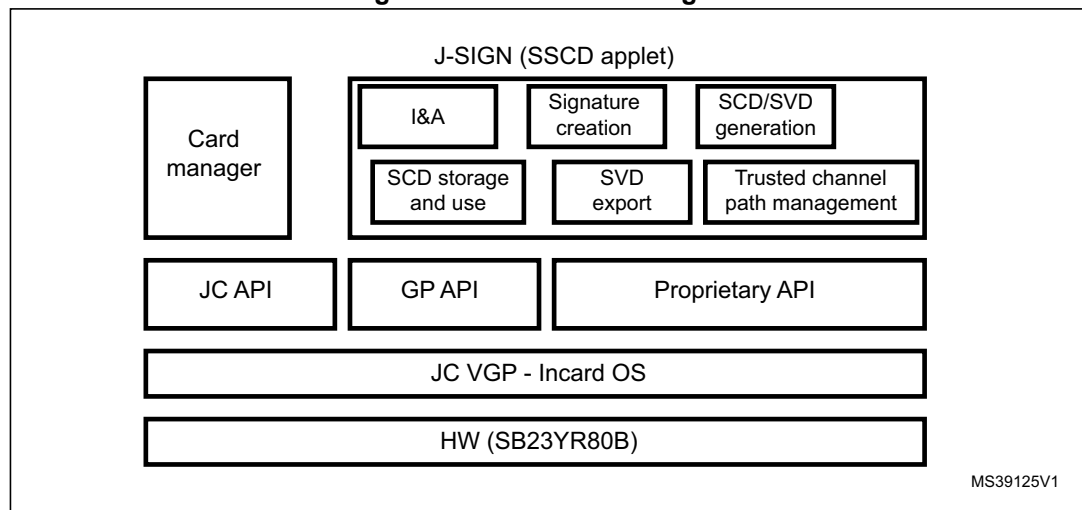 J-SIGN (SSCD applet)
Card
manager
I&A
Signature
creation
SCD/SVD
generation
SCD storage
and use
SVD
export
Trusted channel
path management
JC API
GP API
Proprietary API
JC VGP - Incard OS
HW (SB23YR80B)
MS39125V1